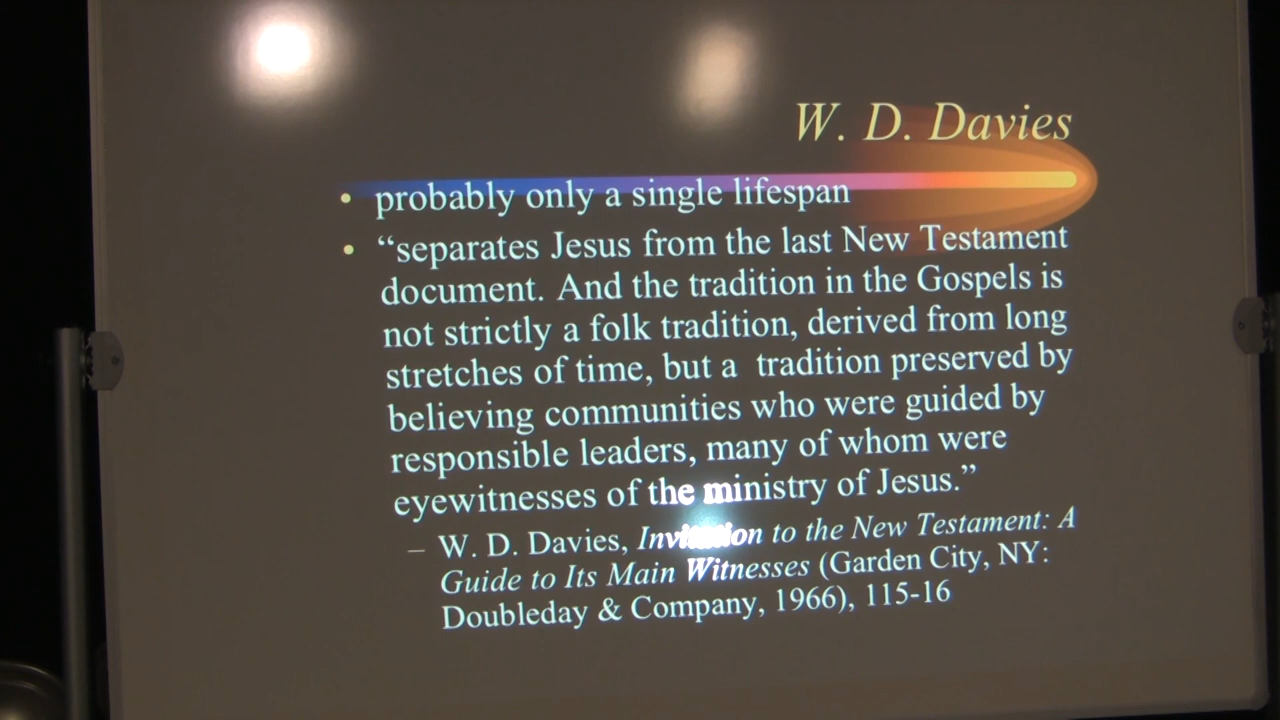 W. D. Davies
• probably only a single lifespan
• “separates Jesus from the last New Testament
document. And the tradition in the Gospels is
not strictly a folk tradition, derived from long
stretches of time, but a tradition preserved by
believing communities who were guided by
responsible leaders, many of whom were
eyewitnesses of the ministry of Jesus.”
– W. D. Davies, Invitation to the New Testament: A
Guide to Its Main Witnesses (Garden City, NY:
Doubleday & Company, 1966), 115-16